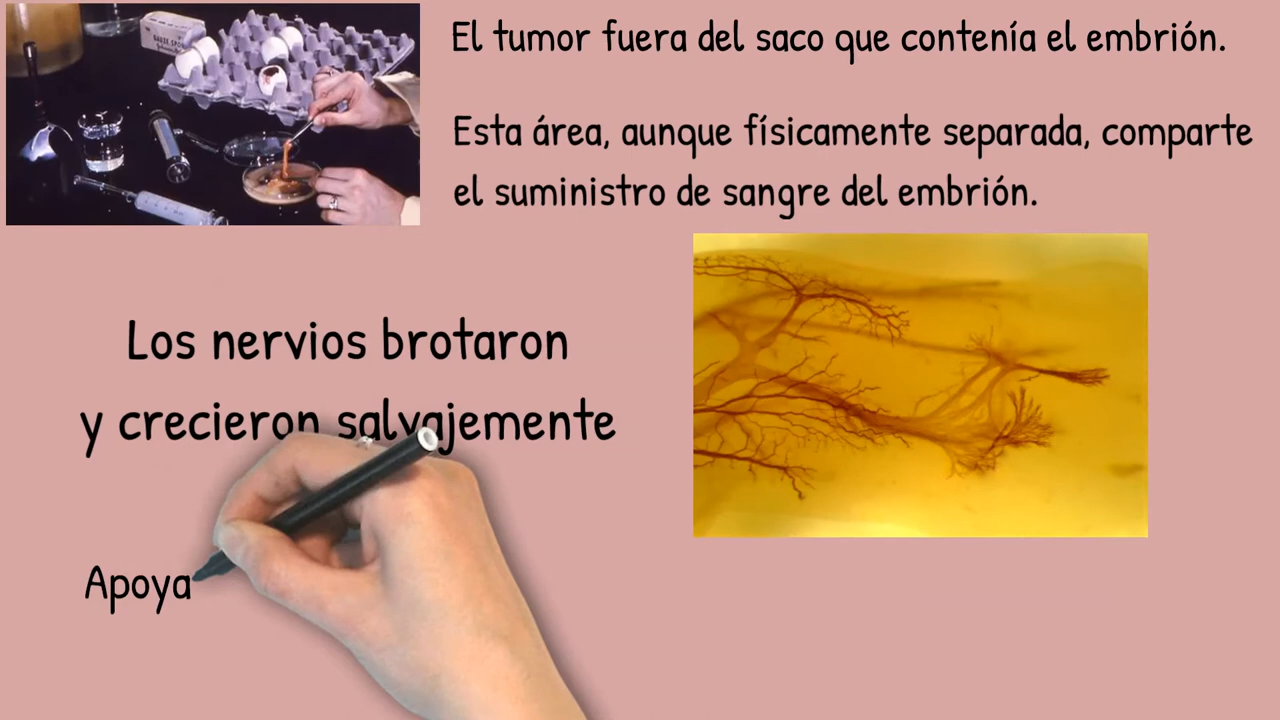 El tumor fuera del saco que contenía el embrión.
Esta área, aunque físicamente separada, comparte
el suministro de sangre del embrión.
Los nervios brotaron
y crecieron salvajemente
Apoya